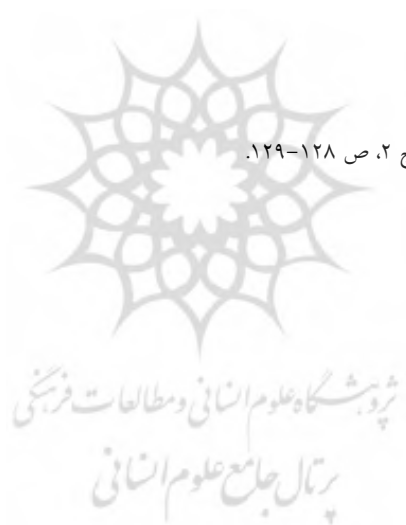 ج ۲، ص ۱۲۸-۱۲۹.
پژوهشگاه علوم انسانی و مطالعات فرهنگی
پرتال جامع علوم انسانی